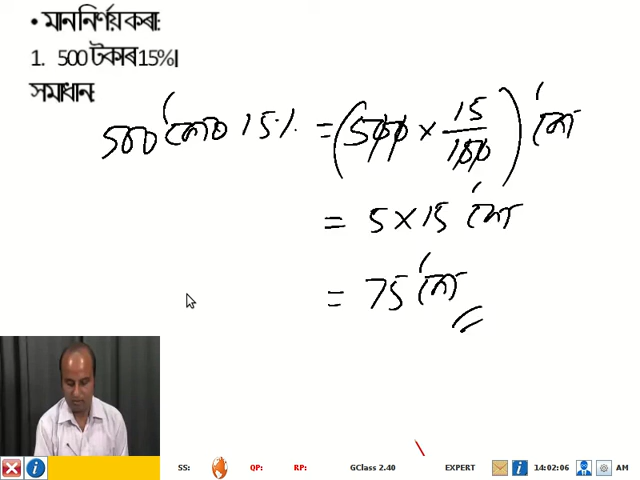 • মান নিৰ্ণয় কৰা:
1. 500 টকাৰ 15%।
সমাধান:
500 টকাৰ 15% = (500 × 15/100) টকা
= 5 × 15 টকা
= 75 টকা
SS: QP: RP: GClass 2.40 EXPERT 14:02:06 AM